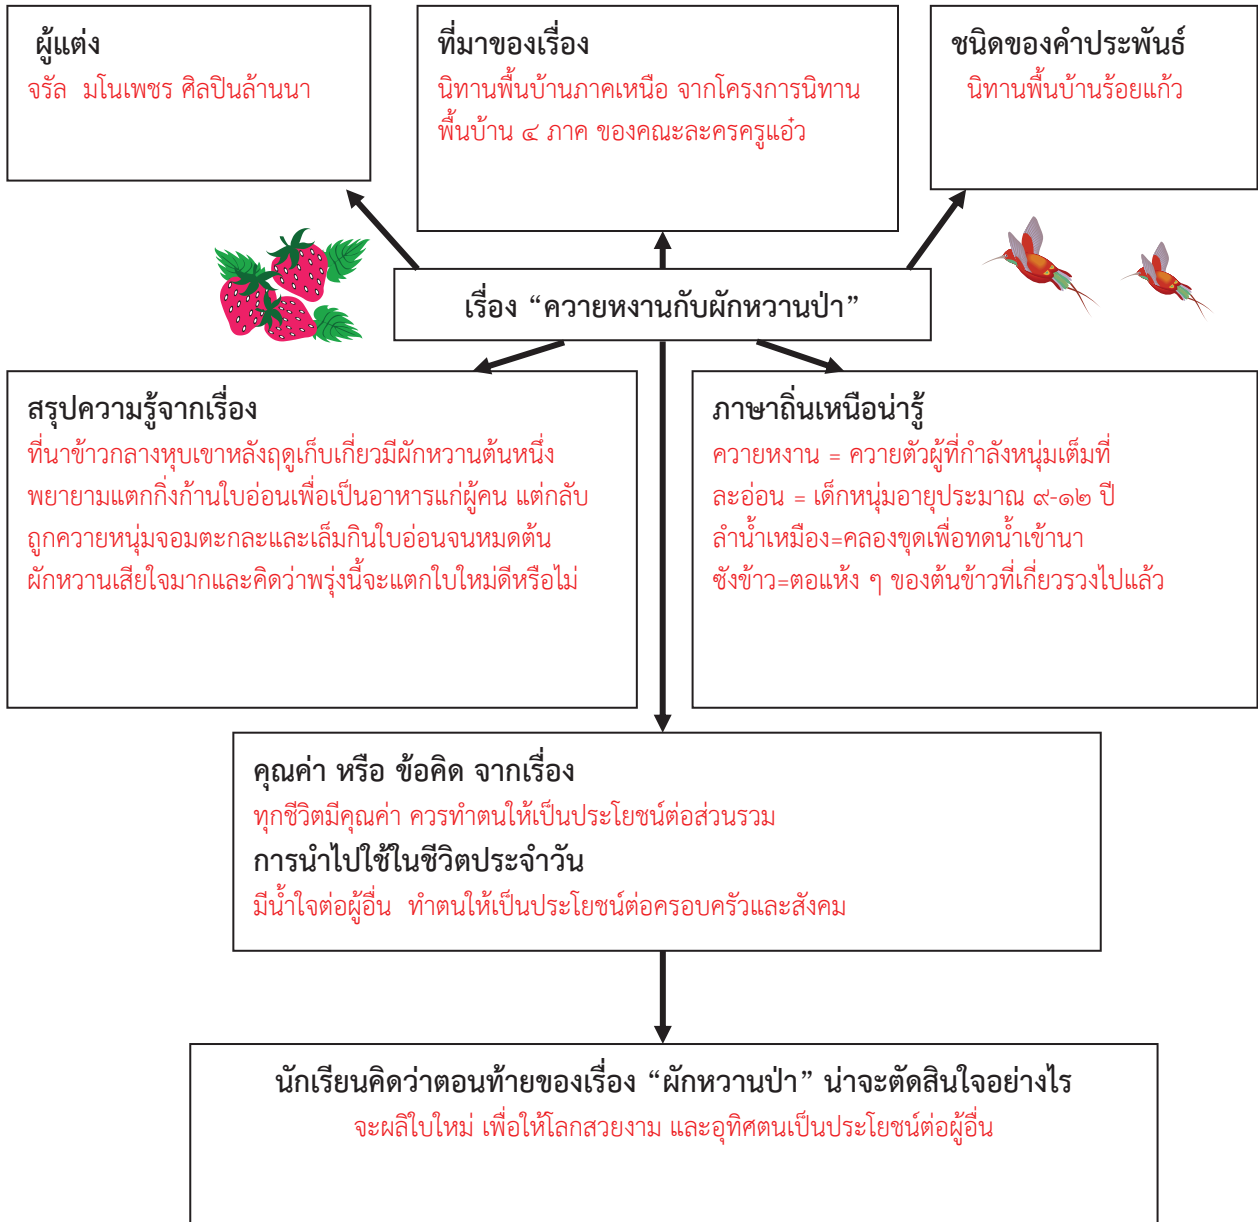 ผู้แต่ง
จรัล  มโนเพชร ศิลปินล้านนา
ที่มาของเรื่อง
นิทานพื้นบ้านภาคเหนือ จากโครงการนิทาน
พื้นบ้าน ๔ ภาค ของคณะละครครูแอ๋ว
ชนิดของคำประพันธ์
นิทานพื้นบ้านร้อยแก้ว
เรื่อง “ควายหงานกับผักหวานป่า”
สรุปความรู้จากเรื่อง
ที่นาข้าวกลางหุบเขาหลังฤดูเก็บเกี่ยวมีผักหวานต้นหนึ่ง
พยายามแตกกิ่งก้านใบอ่อนเพื่อเป็นอาหารแก่ผู้คน แต่กลับ
ถูกควายหนุ่มจอมตะกละและเล็มกินใบอ่อนจนหมดต้น
ผักหวานเสียใจมากและคิดว่าพรุ่งนี้จะแตกใบใหม่ดีหรือไม่
ภาษาถิ่นเหนือน่ารู้
ควายหงาน = ควายตัวผู้ที่กำลังหนุ่มเต็มที่
ละอ่อน = เด็กหนุ่มอายุประมาณ ๙-๑๒ ปี
ลำน้ำเหมือง=คลองขุดเพื่อทดน้ำเข้านา
ซังข้าว=ตอแห้ง ๆ ของต้นข้าวที่เกี่ยวรวงไปแล้ว
คุณค่า หรือ ข้อคิด จากเรื่อง
ทุกชีวิตมีคุณค่า ควรทำตนให้เป็นประโยชน์ต่อส่วนรวม
การนำไปใช้ในชีวิตประจำวัน
มีน้ำใจต่อผู้อื่น  ทำตนให้เป็นประโยชน์ต่อครอบครัวและสังคม
นักเรียนคิดว่าตอนท้ายของเรื่อง “ผักหวานป่า” น่าจะตัดสินใจอย่างไร
จะผลิใบใหม่ เพื่อให้โลกสวยงาม และอุทิศตนเป็นประโยชน์ต่อผู้อื่น